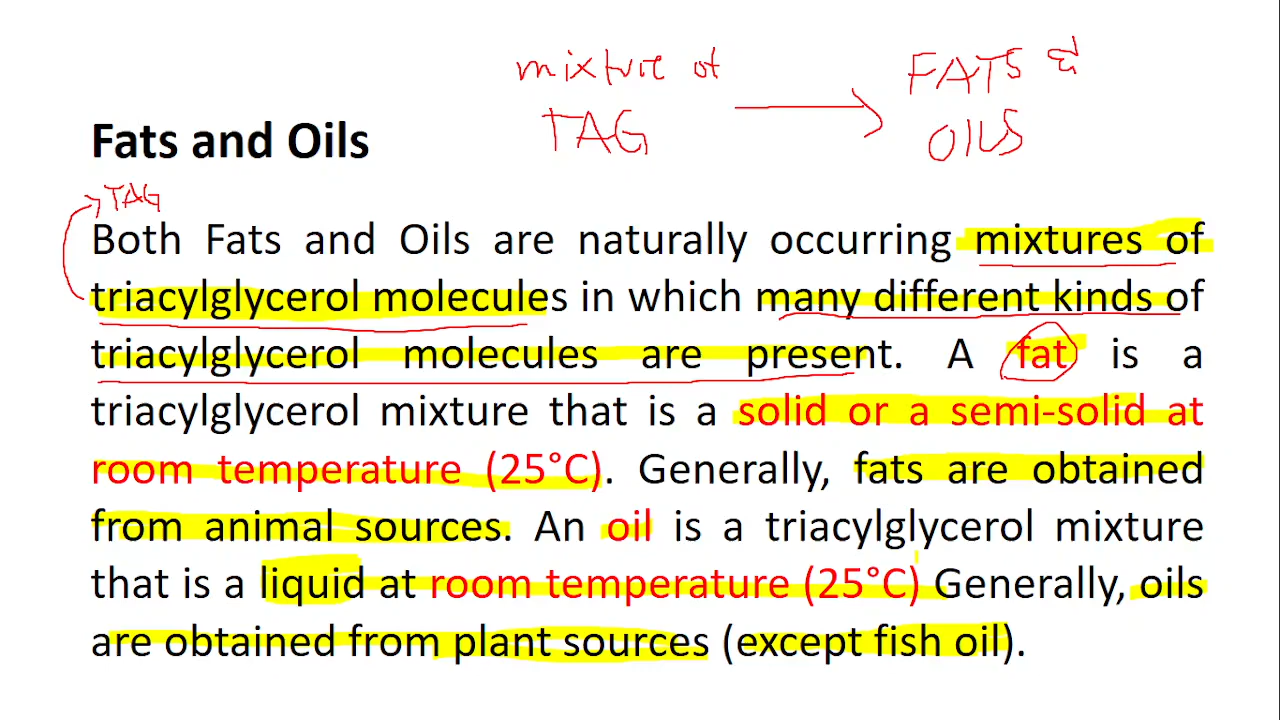 mixture of
TAG
FATS &
OILS
Fats and Oils
TAG
Both Fats and Oils are naturally occurring mixtures of
triacylglycerol molecules in which many different kinds of
triacylglycerol molecules are present. A fat is a
triacylglycerol mixture that is a solid or a semi-solid at
room temperature (25°C). Generally, fats are obtained
from animal sources. An oil is a triacylglycerol mixture
that is a liquid at room temperature (25°C) Generally, oils
are obtained from plant sources (except fish oil).